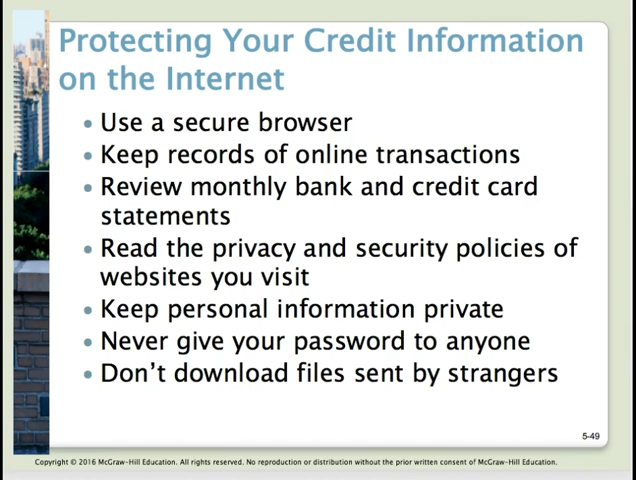 Protecting Your Credit Information
on the Internet
• Use a secure browser
• Keep records of online transactions
• Review monthly bank and credit card
statements
• Read the privacy and security policies of
websites you visit
• Keep personal information private
• Never give your password to anyone
• Don’t download files sent by strangers
5-49
Copyright © 2016 McGraw-Hill Education. All rights reserved. No reproduction or distribution without the prior written consent of McGraw-Hill Education.